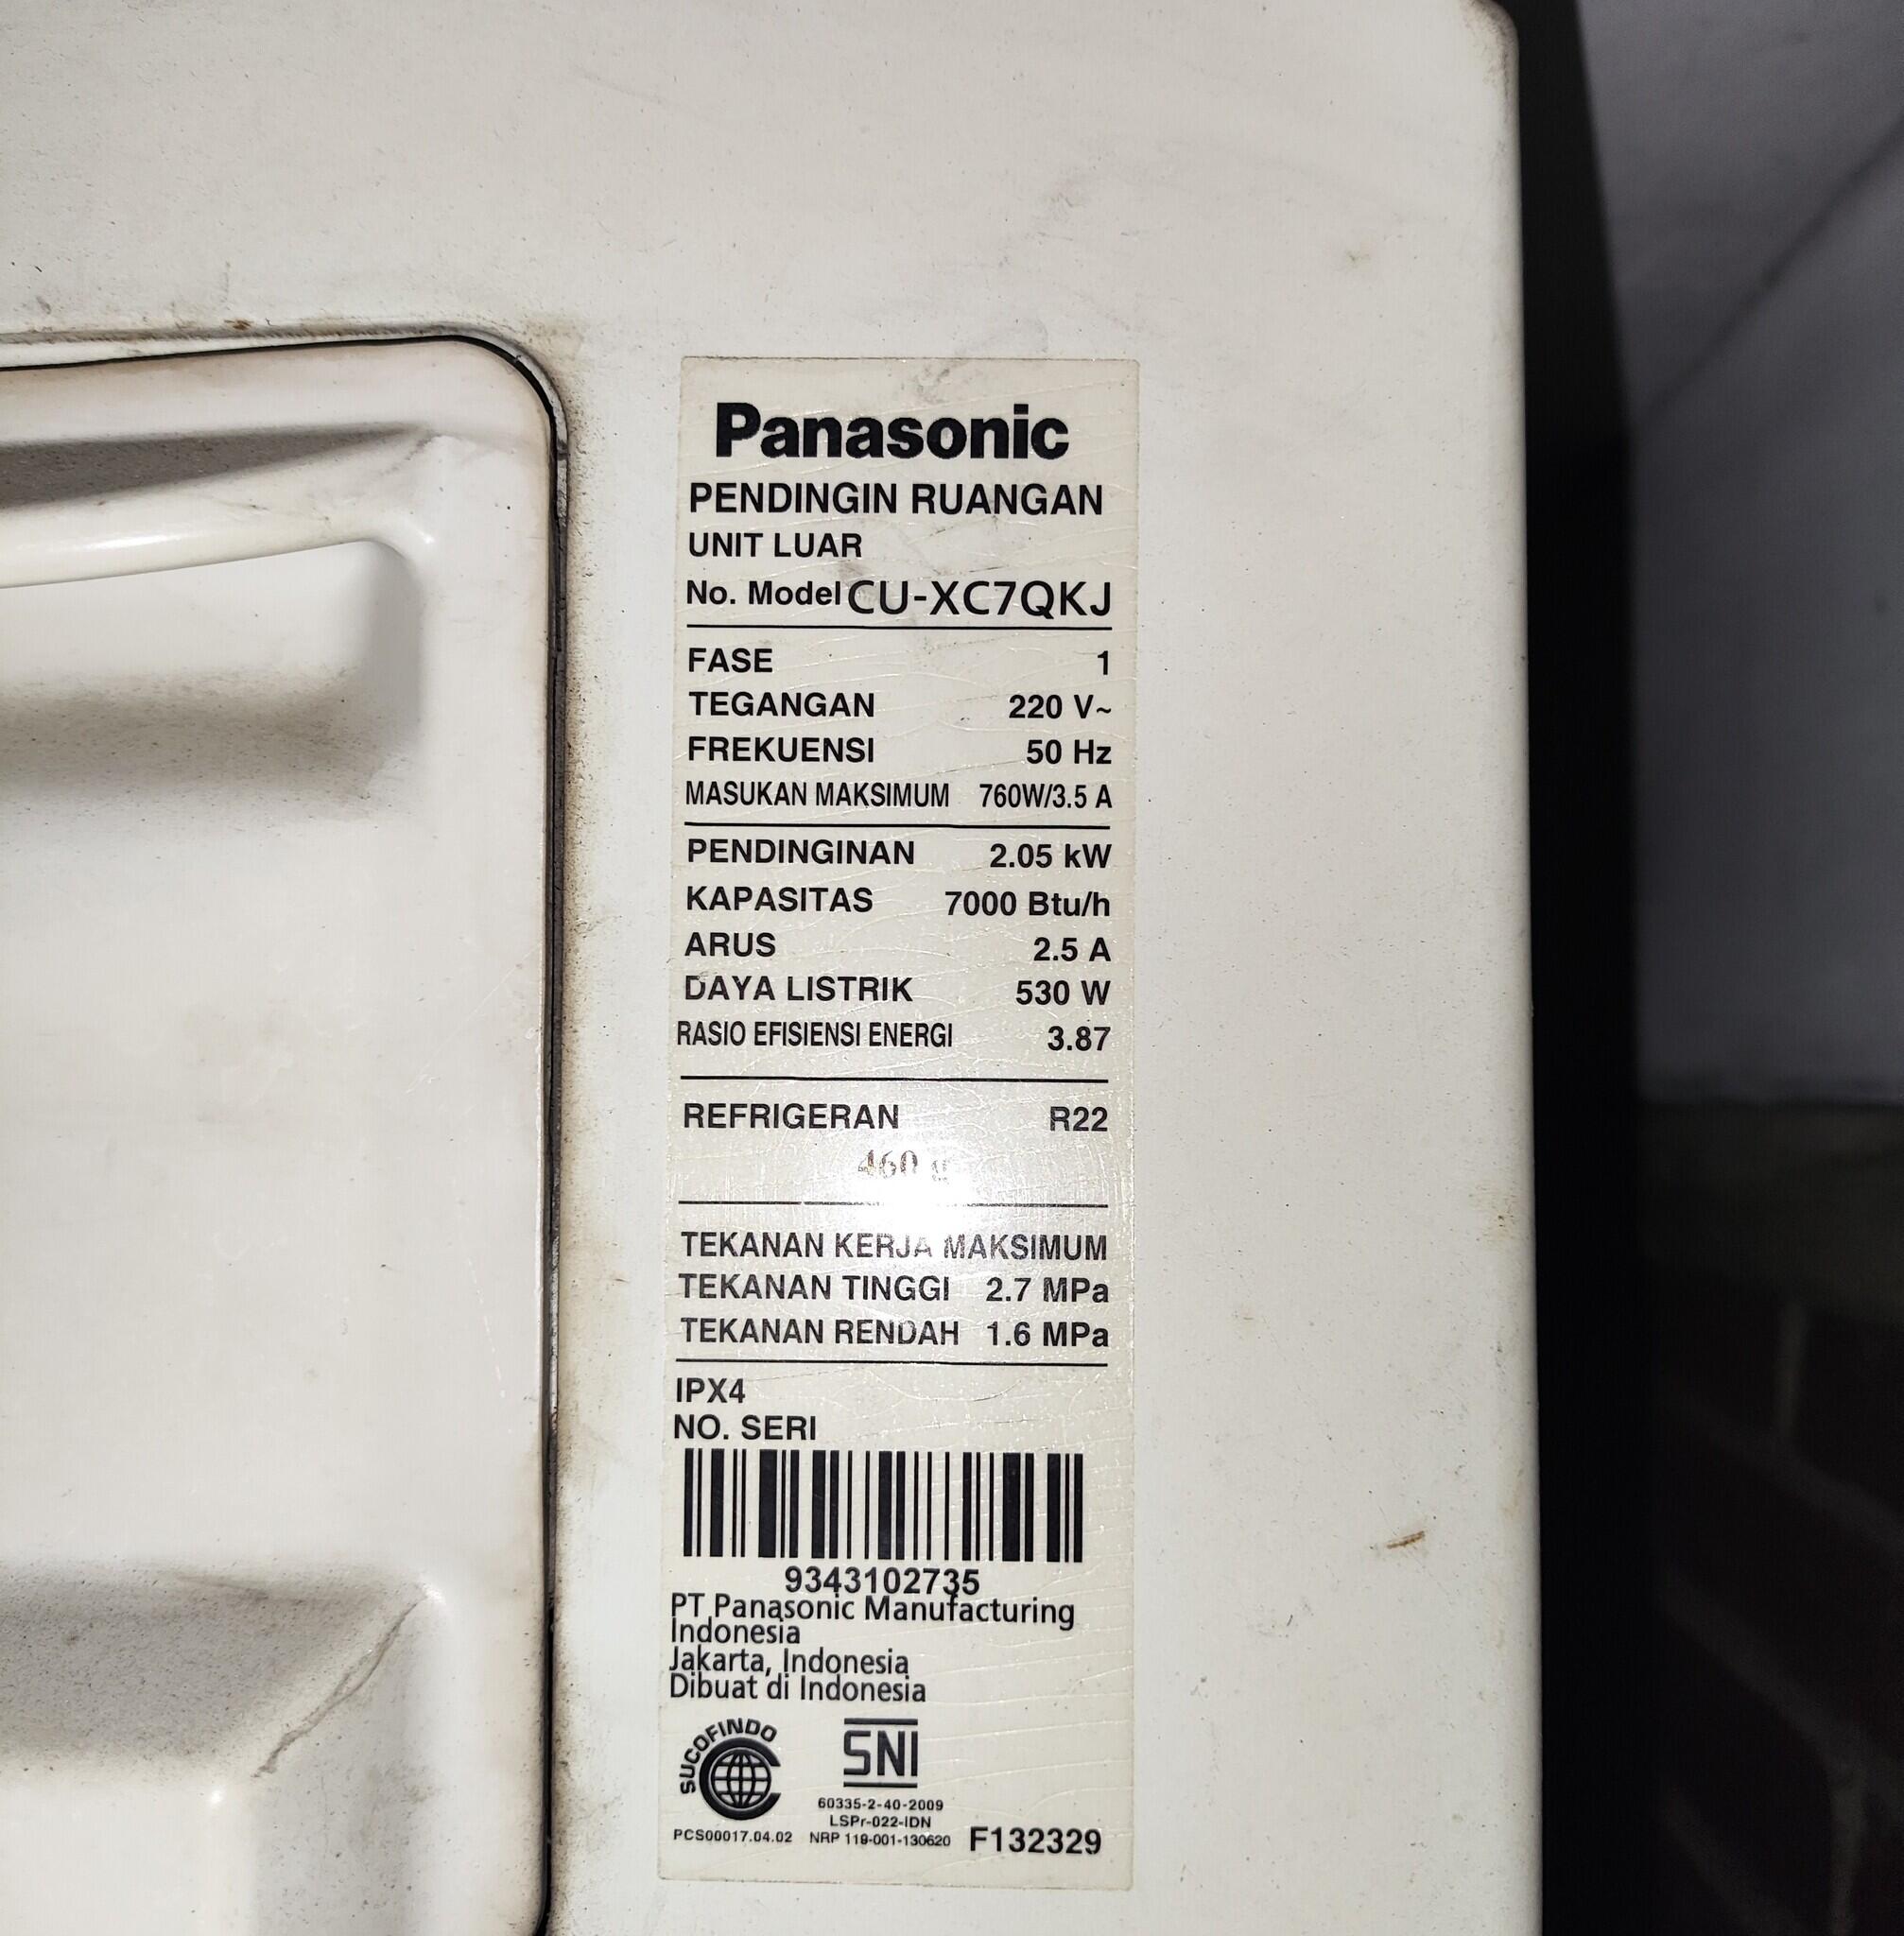 Panasonic
PENDINGIN RUANGAN
UNIT LUAR
No. Model CU-XC7QKJ
FASE 1
TEGANGAN 220 V~
FREKUENSI 50 Hz
MASUKAN MAKSIMUM 760W/3.5 A
PENDINGINAN 2.05 kW
KAPASITAS 7000 Btu/h
ARUS 2.5 A
DAYA LISTRIK 530 W
RASIO EFISIENSI ENERGI 3.87
REFRIGERAN R22
460 g
TEKANAN KERJA MAKSIMUM
TEKANAN TINGGI 2.7 MPa
TEKANAN RENDAH 1.6 MPa
IPX4
NO. SERI
9343102735
PT Panasonic Manufacturing
Indonesia
Jakarta, Indonesia
Dibuat di Indonesia
SUCOFINDO
SNI
60335-2-40-2009
LSPr-022-IDN
PCS00017.04.02 NRP 119-001-130620 F132329